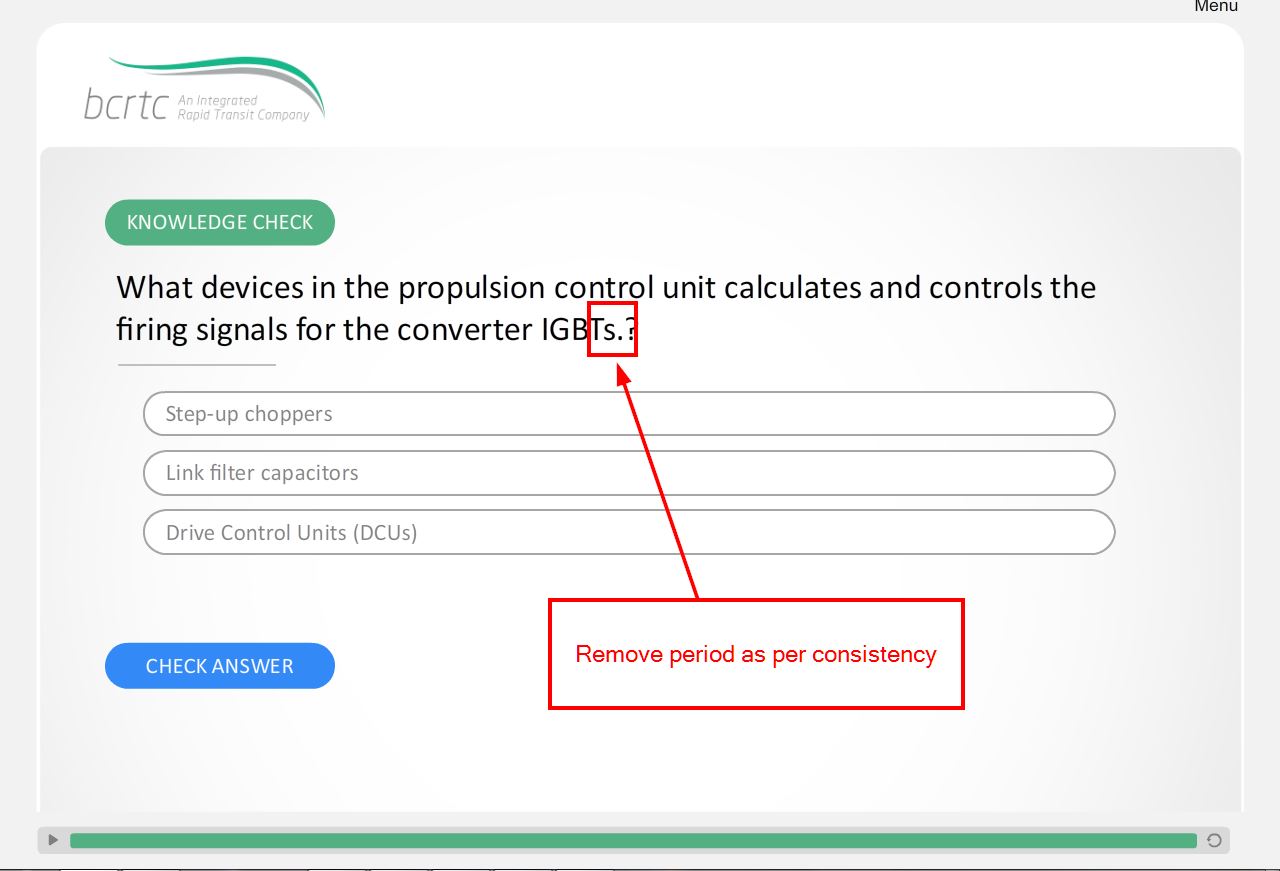 Menu
bcrtc An Integrated
Rapid Transit Company
KNOWLEDGE CHECK
What devices in the propulsion control unit calculates and controls the
firing signals for the converter IGBTs.?
Step-up choppers
Link filter capacitors
Drive Control Units (DCUs)
Remove period as per consistency
CHECK ANSWER